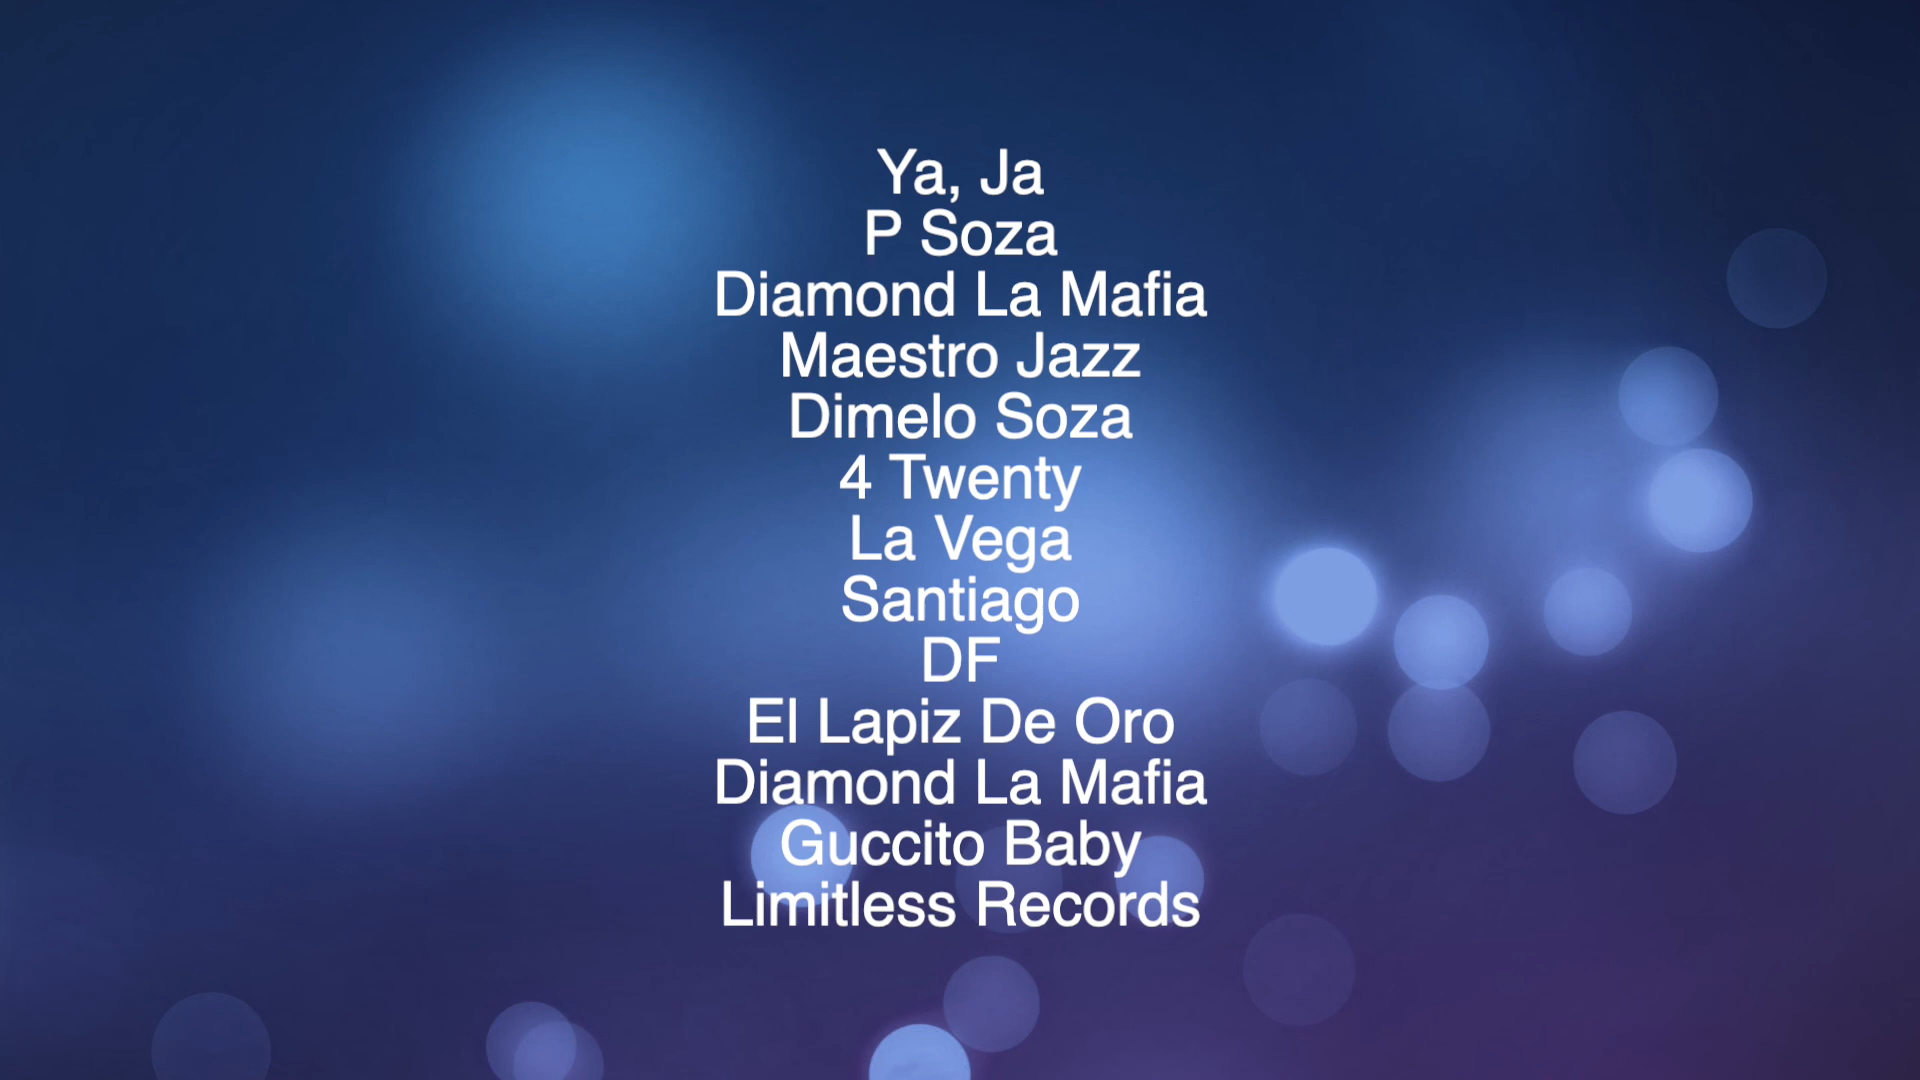 Ya, Ja
P Soza
Diamond La Mafia
Maestro Jazz
Dimelo Soza
4 Twenty
La Vega
Santiago
DF
El Lapiz De Oro
Diamond La Mafia
Guccito Baby
Limitless Records